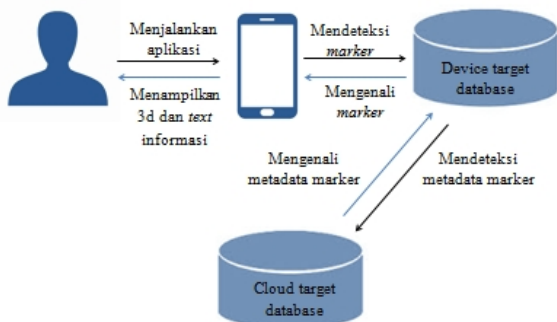 Menjalankan
aplikasi
Menampilkan
3d dan text
informasi
Mendeteksi
marker
Mengenali
marker
Device target
database
Mengenali
metadata marker
Mendeteksi
metadata marker
Cloud target
database